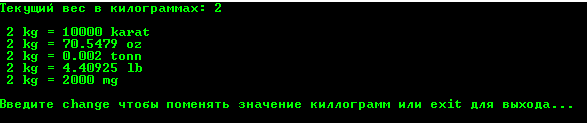 Текущий вес в килограммах: 2
2 kg = 10000 karat
2 kg = 70.5479 oz
2 kg = 0.002 tonn
2 kg = 4.40925 lb
2 kg = 2000 mg
Введите change чтобы поменять значение киллограмм или exit для выхода...